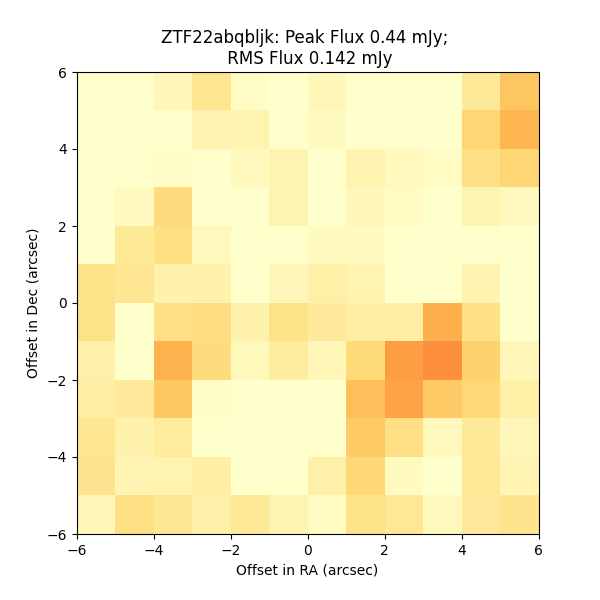 ZTF22abqbljk: Peak Flux 0.44 mJy;
RMS Flux 0.142 mJy
6
4
2
0
−2
−4
−6
Offset in Dec (arcsec)
−6 −4 −2 0 2 4 6
Offset in RA (arcsec)